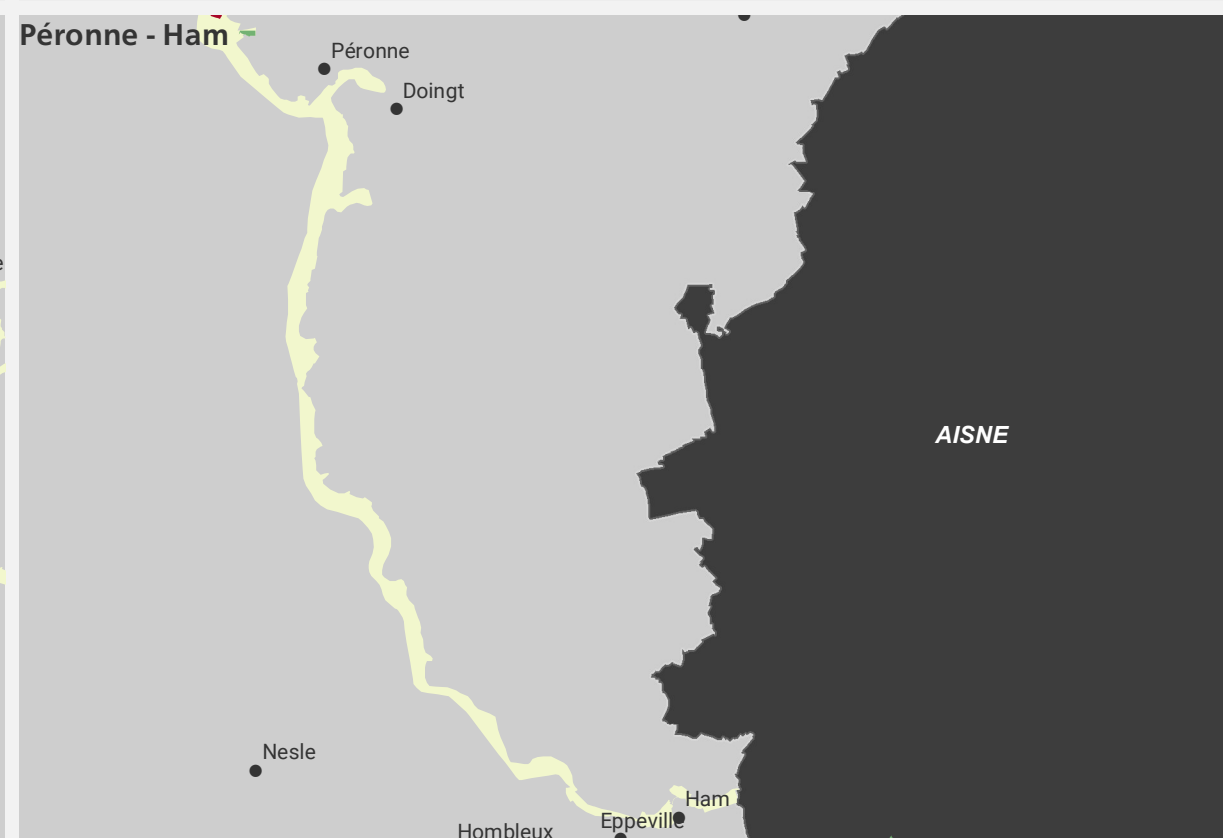 Péronne - Ham
Péronne
Doingt
AISNE
Nesle
Ham
Eppeville
Hombleux